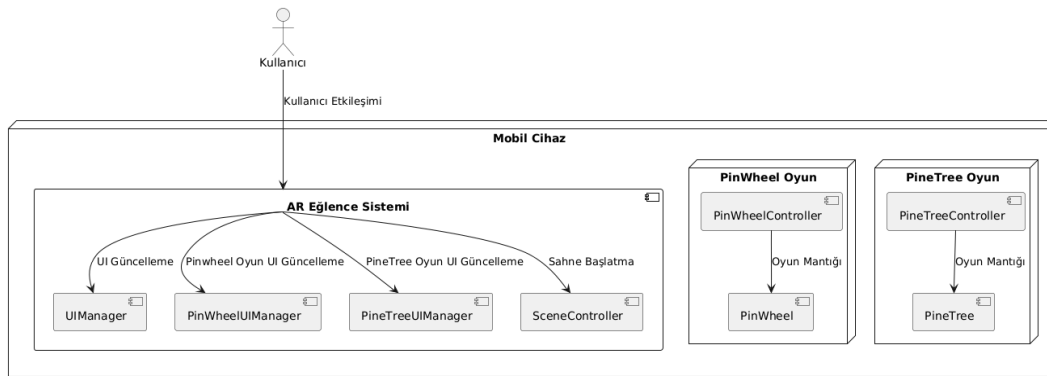 Kullanıcı
Kullanıcı Etkileşimi
Mobil Cihaz
AR Eğlence Sistemi
UI Güncelleme
Pinwheel Oyun UI Güncelleme
PineTree Oyun UI Güncelleme
Sahne Başlatma
UIManager
PinWheelUIManager
PineTreeUIManager
SceneController
PinWheel Oyun
PinWheelController
Oyun Mantığı
PinWheel
PineTree Oyun
PineTreeController
Oyun Mantığı
PineTree